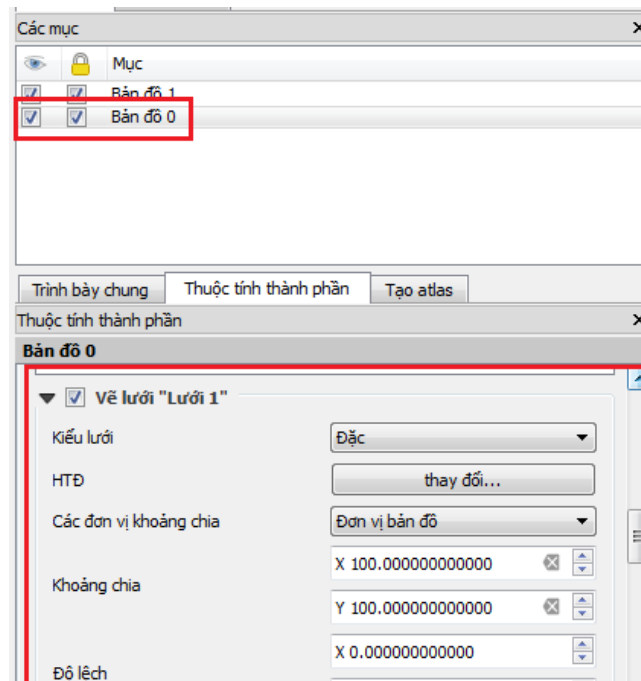 Các mục
Mục
Bản đồ 1
Bản đồ 0
Trình bày chung Thuộc tính thành phần Tạo atlas
Thuộc tính thành phần
Bản đồ 0
Vẽ lưới "Lưới 1"
Kiểu lưới Đặc
HTĐ thay đổi...
Các đơn vị khoảng chia Đơn vị bản đồ
X 100.000000000000
Khoảng chia
Y 100.000000000000
X 0.000000000000
Độ lệch